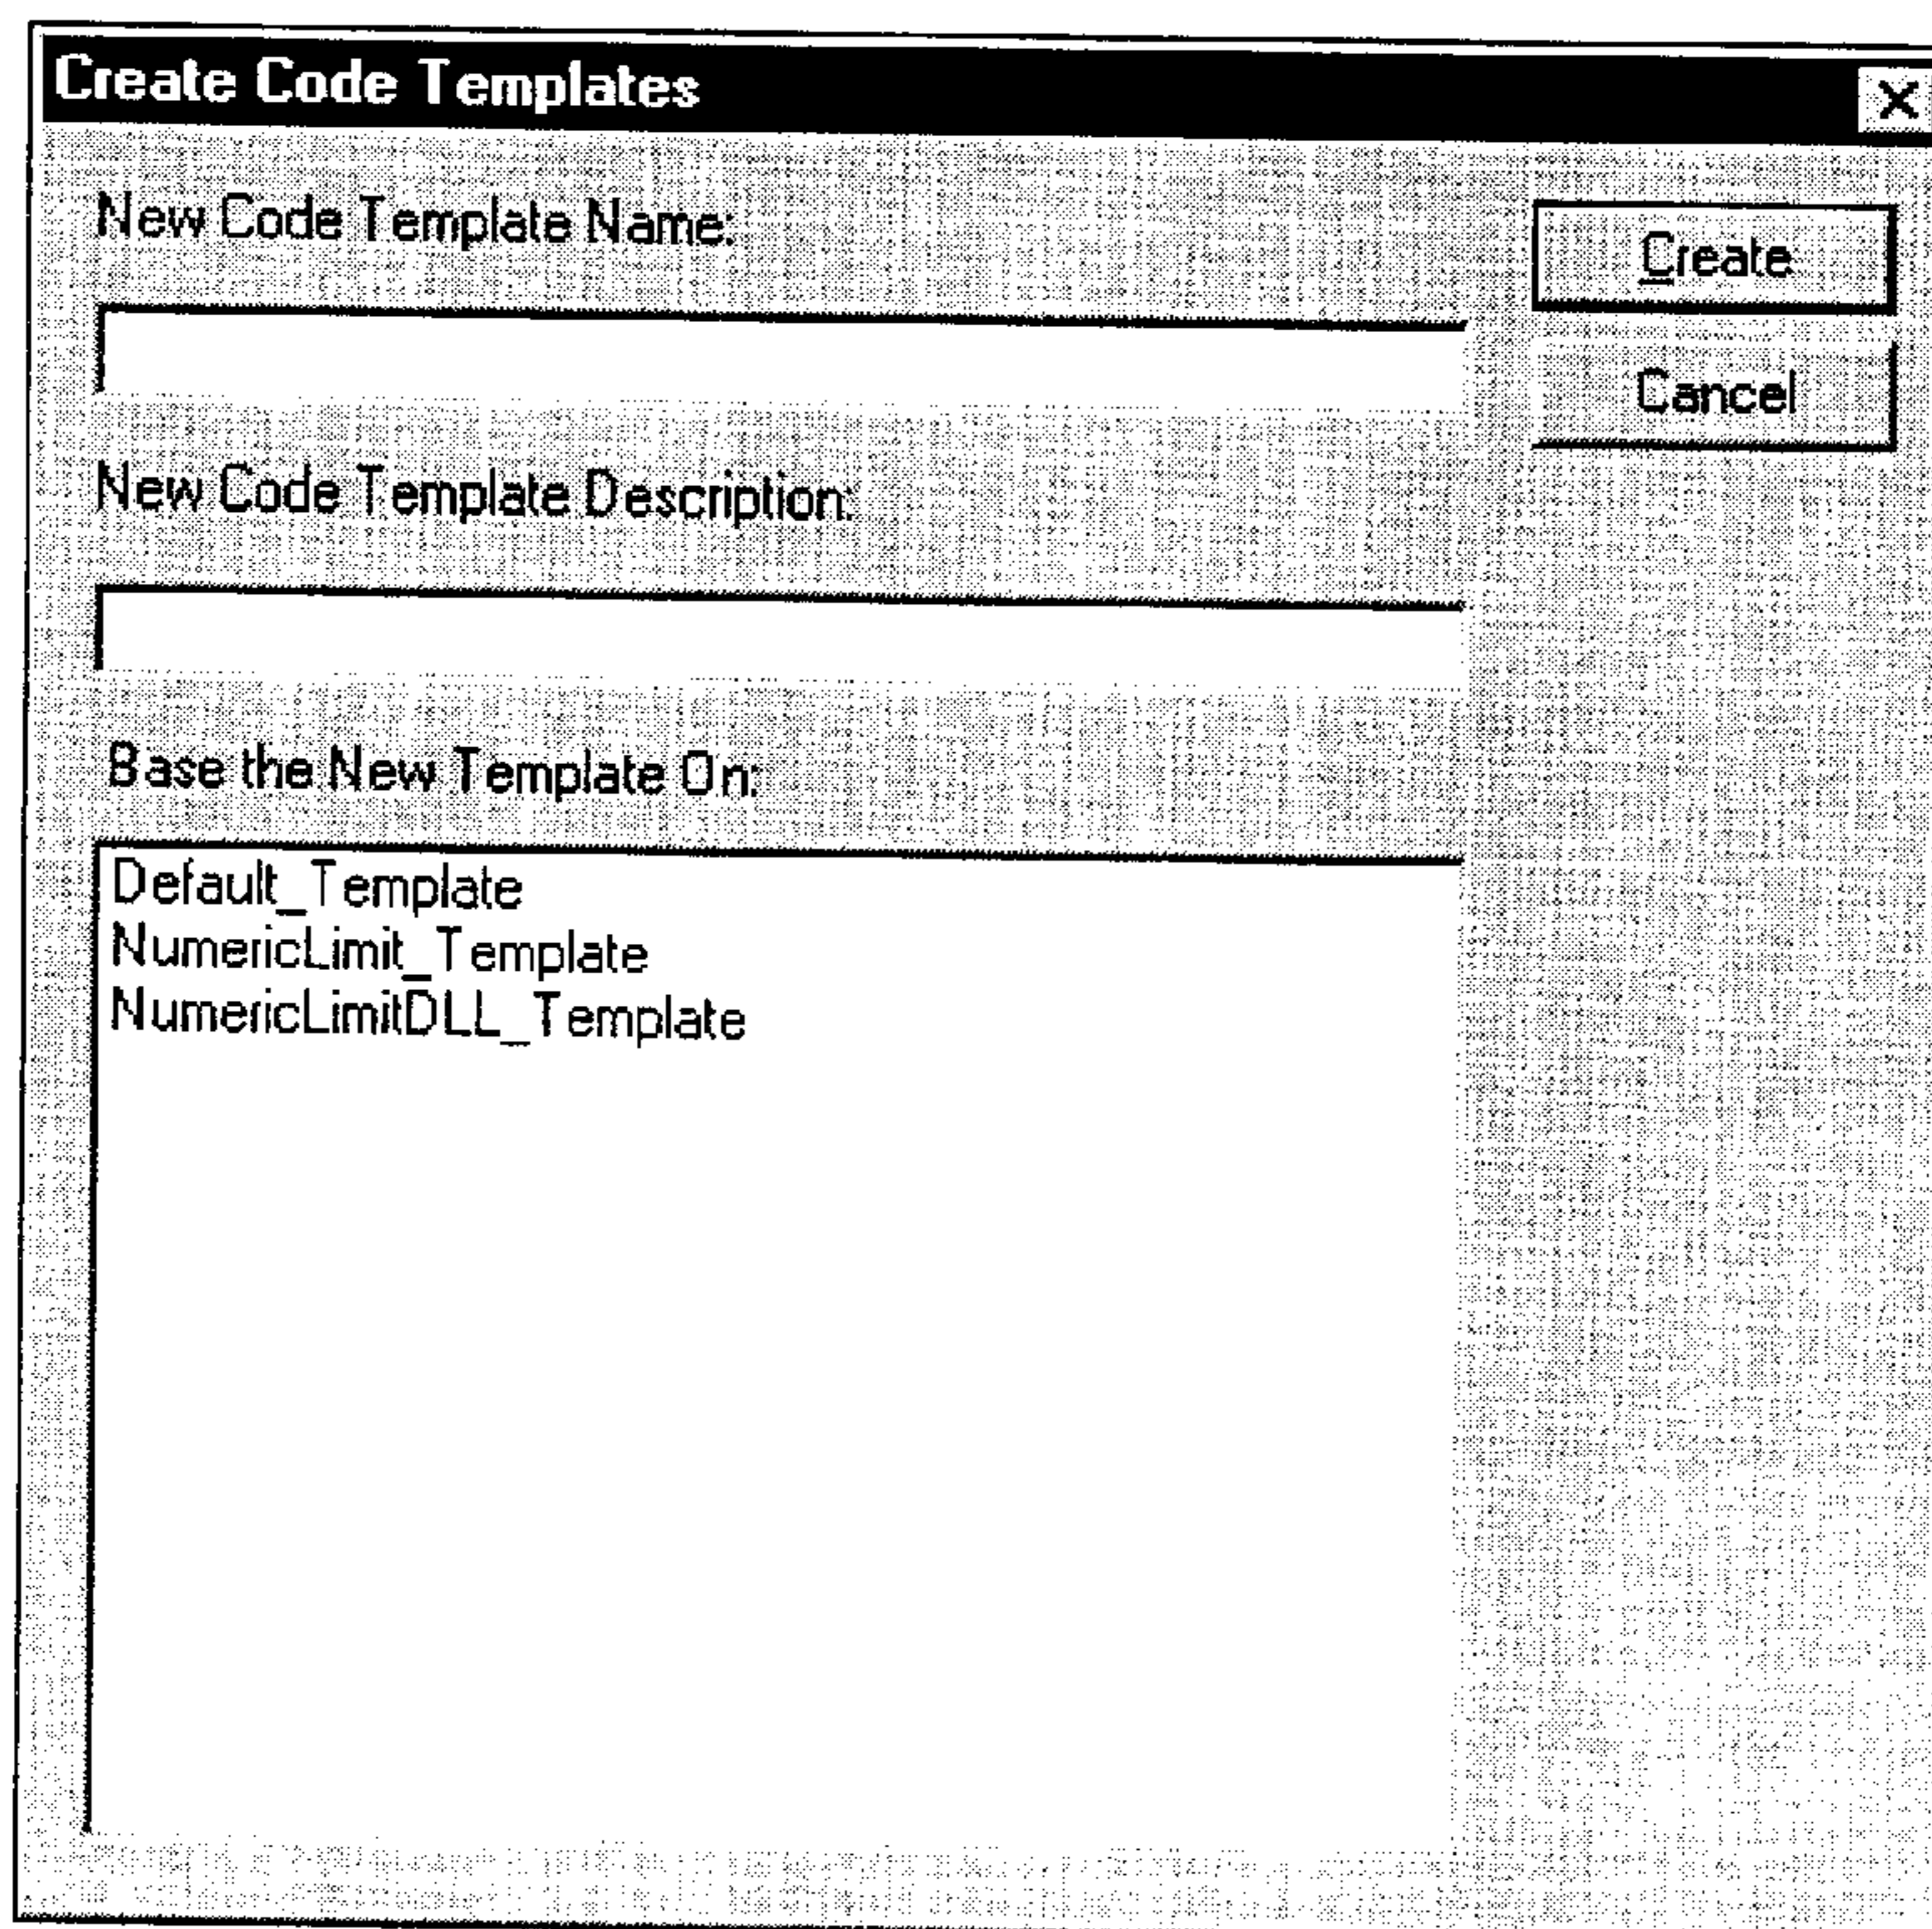 Create Code Templates
New Code Template Name:
Create
Cancel
New Code Template Description:
Base the New Template On:
Default_Template
NumericLimit_Template
NumericLimitDLL_Template